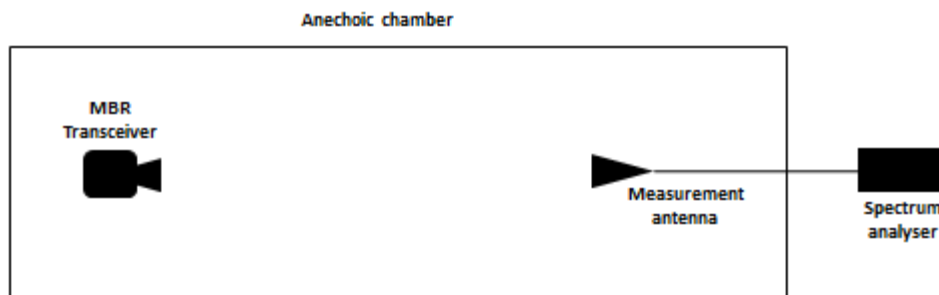 Anechoic chamber
MBR
Transceiver
Measurement
antenna
Spectrum
analyser